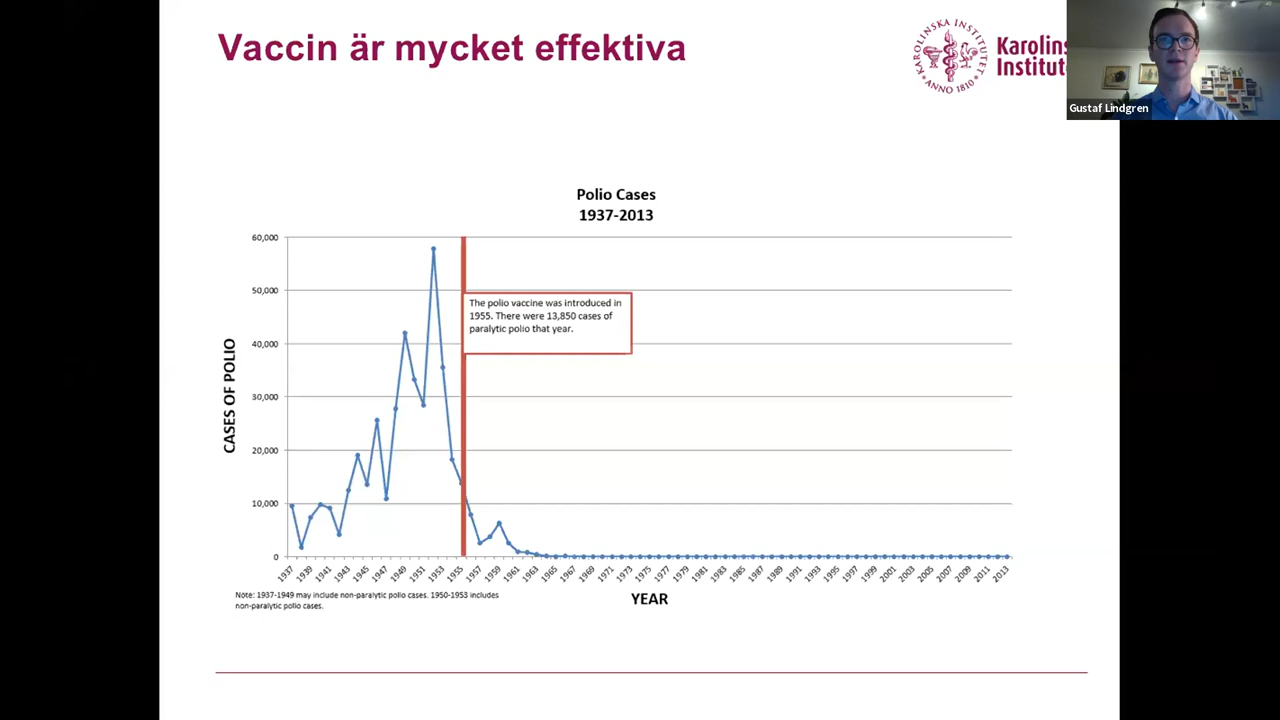 Vaccin är mycket effektiva
KAROLINSKA INSTITUTET
ANNO 1810
Karolins
Institut
Gustaf Lindgren
Polio Cases
1937-2013
60,000
50,000
40,000
30,000
20,000
10,000
0
CASES OF POLIO
The polio vaccine was introduced in
1955. There were 13,850 cases of
paralytic polio that year.
1937 1939 1941 1943 1945 1947 1949 1951 1953 1955 1957 1959 1961 1963 1965 1967 1969 1971 1973 1975 1977 1979 1981 1983 1985 1987 1989 1991 1993 1995 1997 1999 2001 2003 2005 2007 2009 2011 2013
YEAR
Note: 1937-1949 may include non-paralytic polio cases. 1950-1953 includes
non-paralytic polio cases.